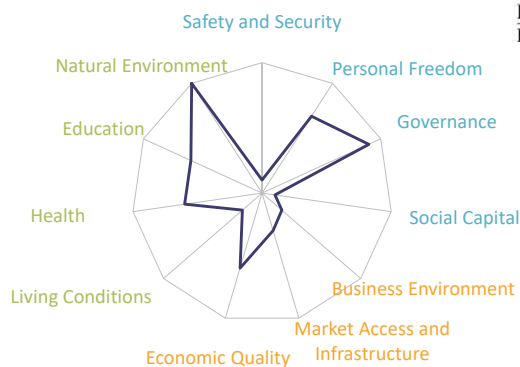 Safety and Security
Natural Environment
Personal Freedom
Education
Governance
Health
Social Capital
Living Conditions
Business Environment
Market Access and
Infrastructure
Economic Quality